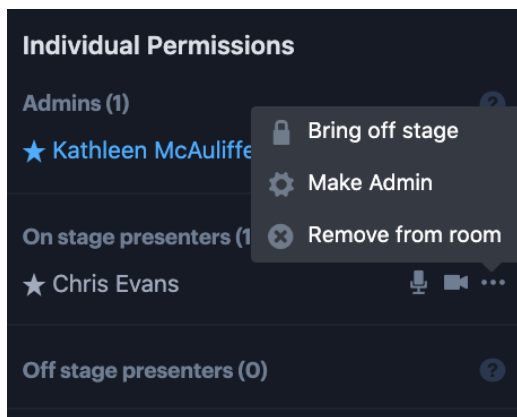 Individual Permissions
Admins (1)
?
Kathleen McAuliffe
Bring off stage
Make Admin
Remove from room
On stage presenters (1
Chris Evans
Off stage presenters (0)
?